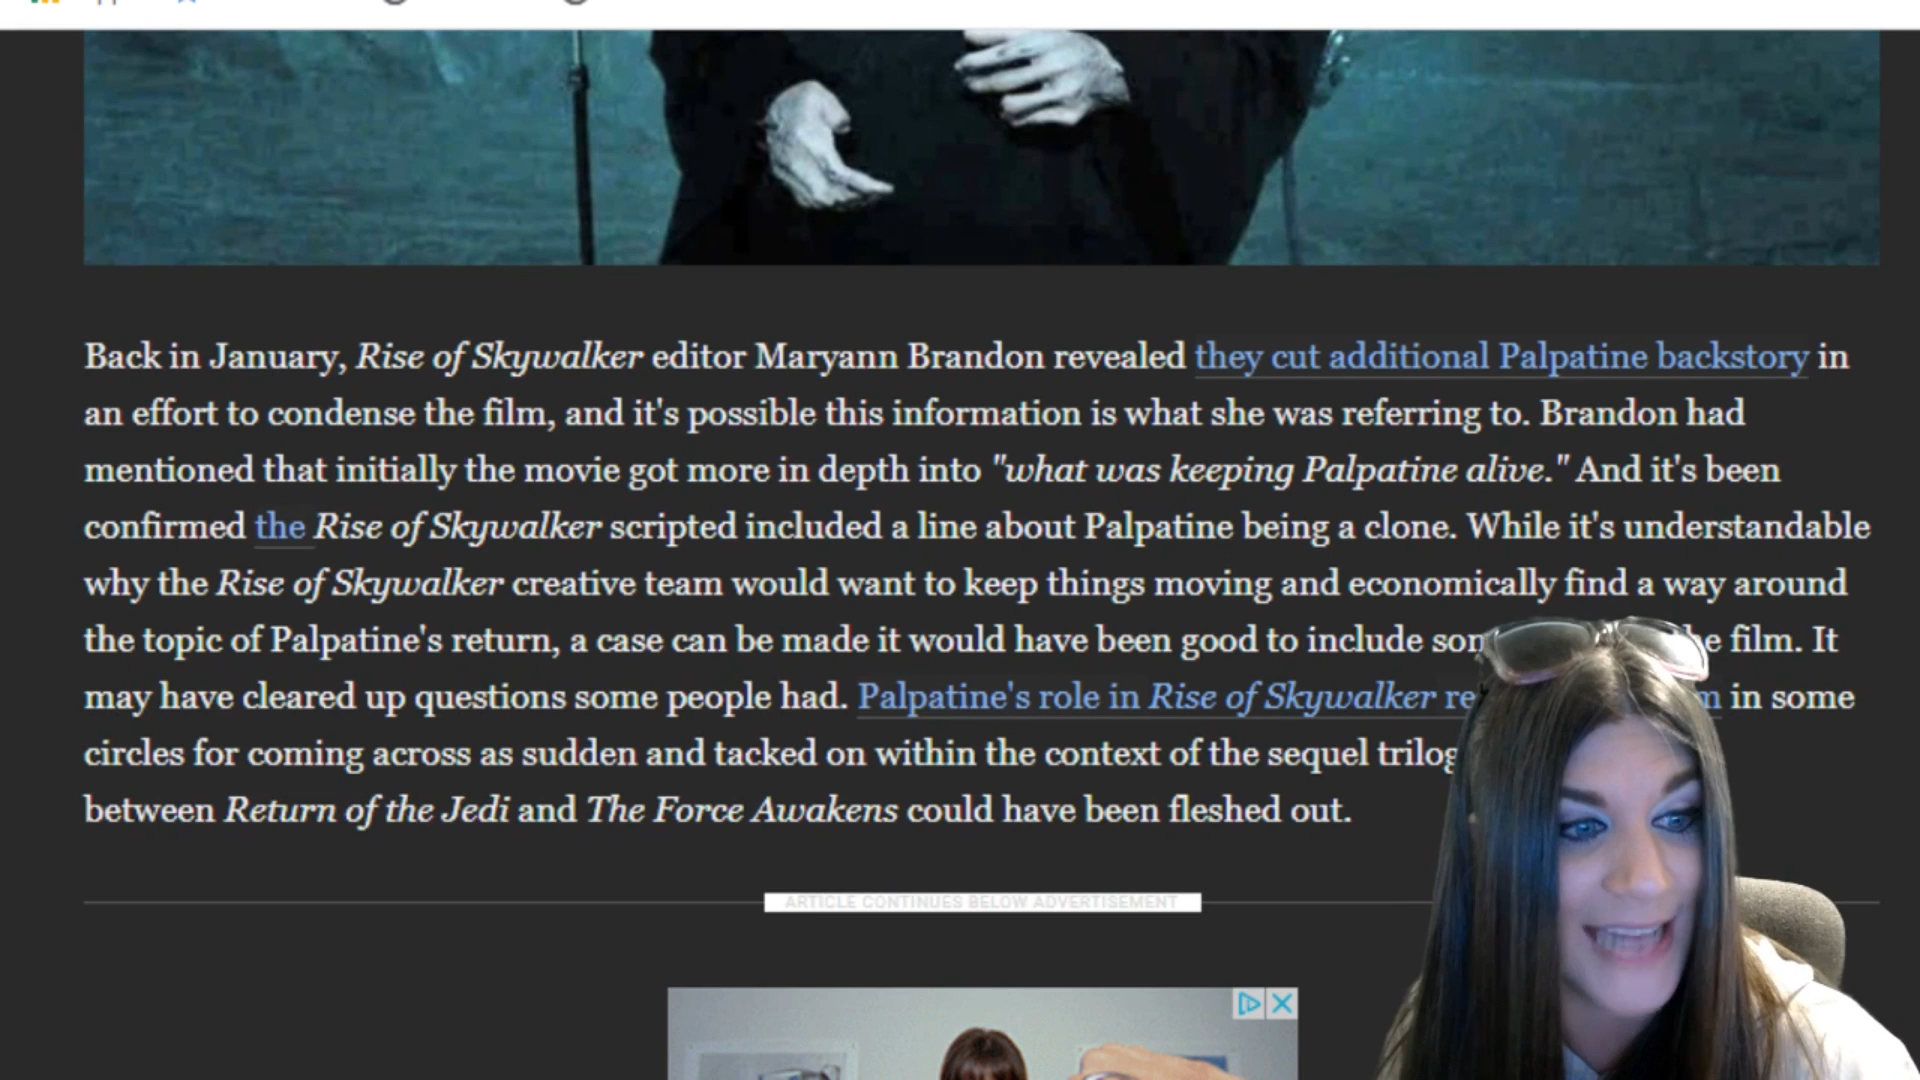 Back in January, Rise of Skywalker editor Maryann Brandon revealed they cut additional Palpatine backstory in
an effort to condense the film, and it's possible this information is what she was referring to. Brandon had
mentioned that initially the movie got more in depth into "what was keeping Palpatine alive." And it's been
confirmed the Rise of Skywalker scripted included a line about Palpatine being a clone. While it's understandable
why the Rise of Skywalker creative team would want to keep things moving and economically find a way around
the topic of Palpatine's return, a case can be made it would have been good to include film. It
may have cleared up questions some people had. Palpatine's role in Rise of Skywalker in some
circles for coming across as sudden and tacked on within the context of the sequel
between Return of the Jedi and The Force Awakens could have been fleshed out.
ARTICLE CONTINUES BELOW ADVERTISEMENT